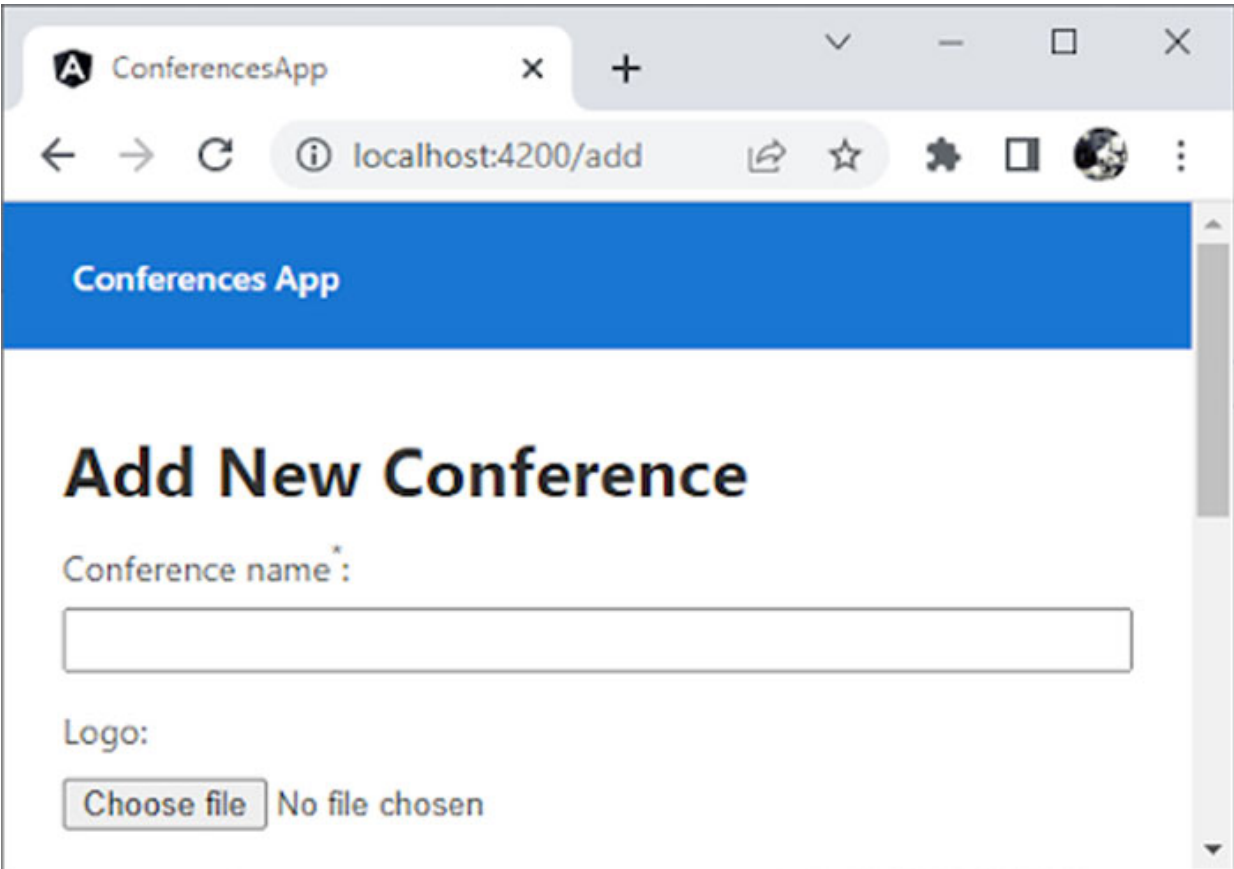 ConferencesApp
localhost:4200/add
Conferences App
Add New Conference
Conference name*:
Logo:
Choose file No file chosen